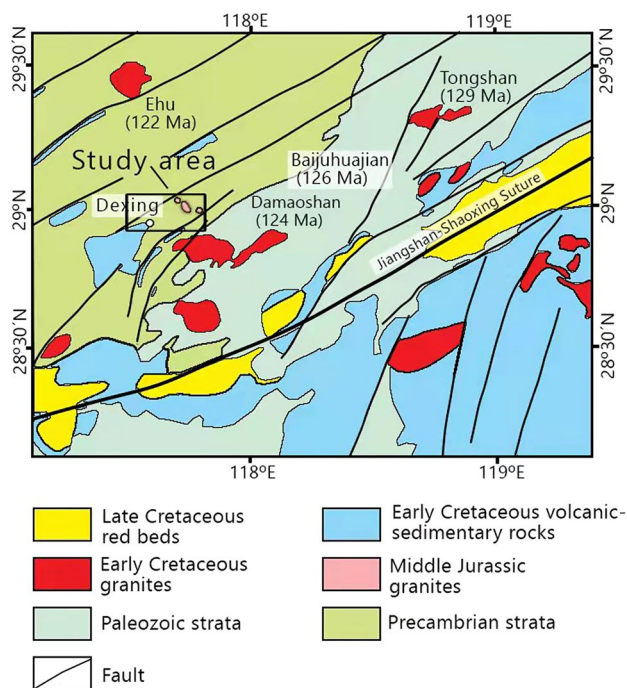 118°E
119°E
29°30′N
29°30′N
Tongshan
(129 Ma)
Ehu
(122 Ma)
Study area
Baijuhuajian
(126 Ma)
Dexing
Damaoshan
(124 Ma)
29°N
29°N
Jiangshan-Shaoxing Suture
28°30′N
28°30′N
118°E
119°E
Late Cretaceous
red beds
Early Cretaceous volcanic-
sedimentary rocks
Early Cretaceous
granites
Middle Jurassic
granites
Paleozoic strata
Precambrian strata
Fault